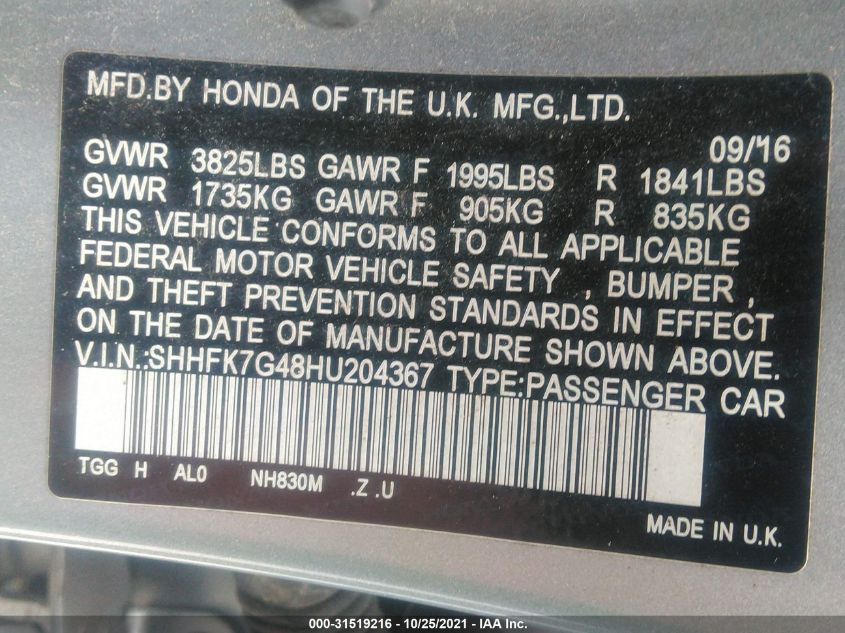 MFD.BY HONDA OF THE U.K. MFG.,LTD.
09/16
GVWR 3825LBS GAWR F 1995LBS R 1841LBS
GVWR 1735KG GAWR F 905KG R 835KG
THIS VEHICLE CONFORMS TO ALL APPLICABLE
FEDERAL MOTOR VEHICLE SAFETY , BUMPER ,
AND THEFT PREVENTION STANDARDS IN EFFECT
ON THE DATE OF MANUFACTURE SHOWN ABOVE.
V.I.N.:SHHFK7G48HU204367 TYPE:PASSENGER CAR
TGG H AL0 NH830M .Z .U
MADE IN U.K.
000-31519216 - 10/25/2021 - IAA Inc.